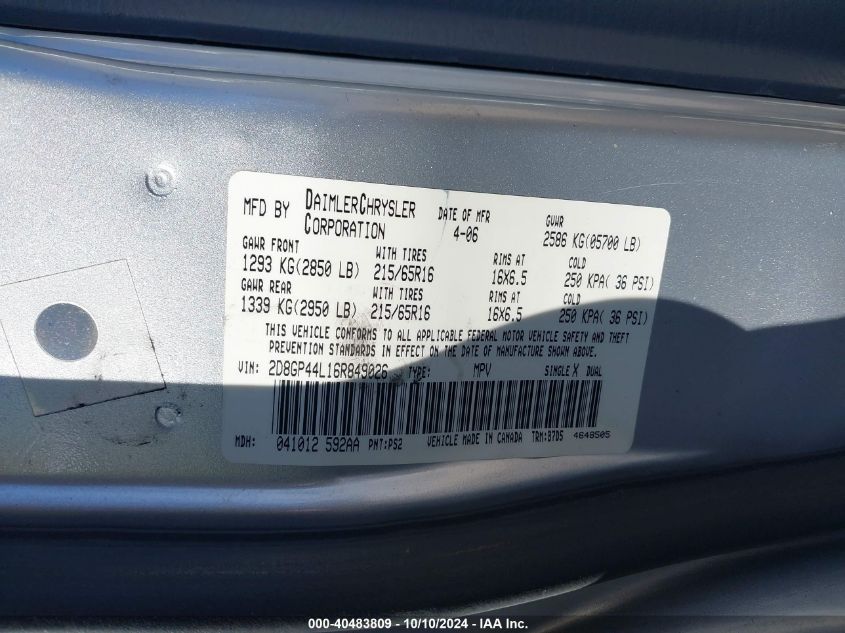 MFD BY DAIMLERCHRYSLER CORPORATION DATE OF MFR 4-06 GVWR 2586 KG(05700 LB)
GAWR FRONT WITH TIRES RIMS AT COLD
1293 KG(2850 LB) 215/65R16 16X6.5 250 KPA( 36 PSI)
GAWR REAR WITH TIRES RIMS AT COLD
1339 KG(2950 LB) 215/65R16 16X6.5 250 KPA( 36 PSI)
THIS VEHICLE CONFORMS TO ALL APPLICABLE FEDERAL MOTOR VEHICLE SAFETY AND THEFT
PREVENTION STANDARDS IN EFFECT ON THE DATE OF MANUFACTURE SHOWN ABOVE.
VIN: 2D8GP44L16R849026 TYPE: MPV SINGLE X DUAL
MDH: 041012 592AA PNT:PS2 VEHICLE MADE IN CANADA TRM:B7D5 4648505
000-40483809 - 10/10/2024 - IAA Inc.